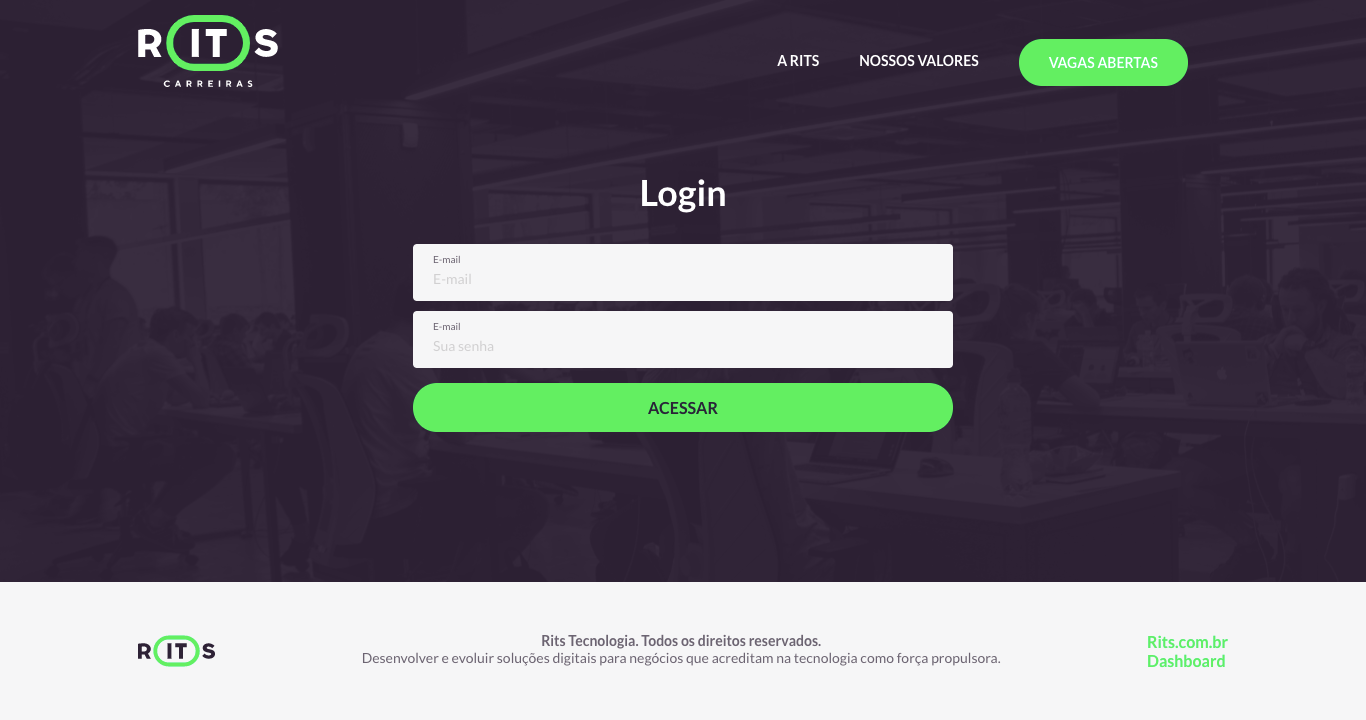 RITS
CARREIRAS
A RITS
NOSSOS VALORES
VAGAS ABERTAS
Login
E-mail
E-mail
E-mail
Sua senha
ACESSAR
RITS
Rits Tecnologia. Todos os direitos reservados.
Desenvolver e evoluir soluções digitais para negócios que acreditam na tecnologia como força propulsora.
Rits.com.br
Dashboard